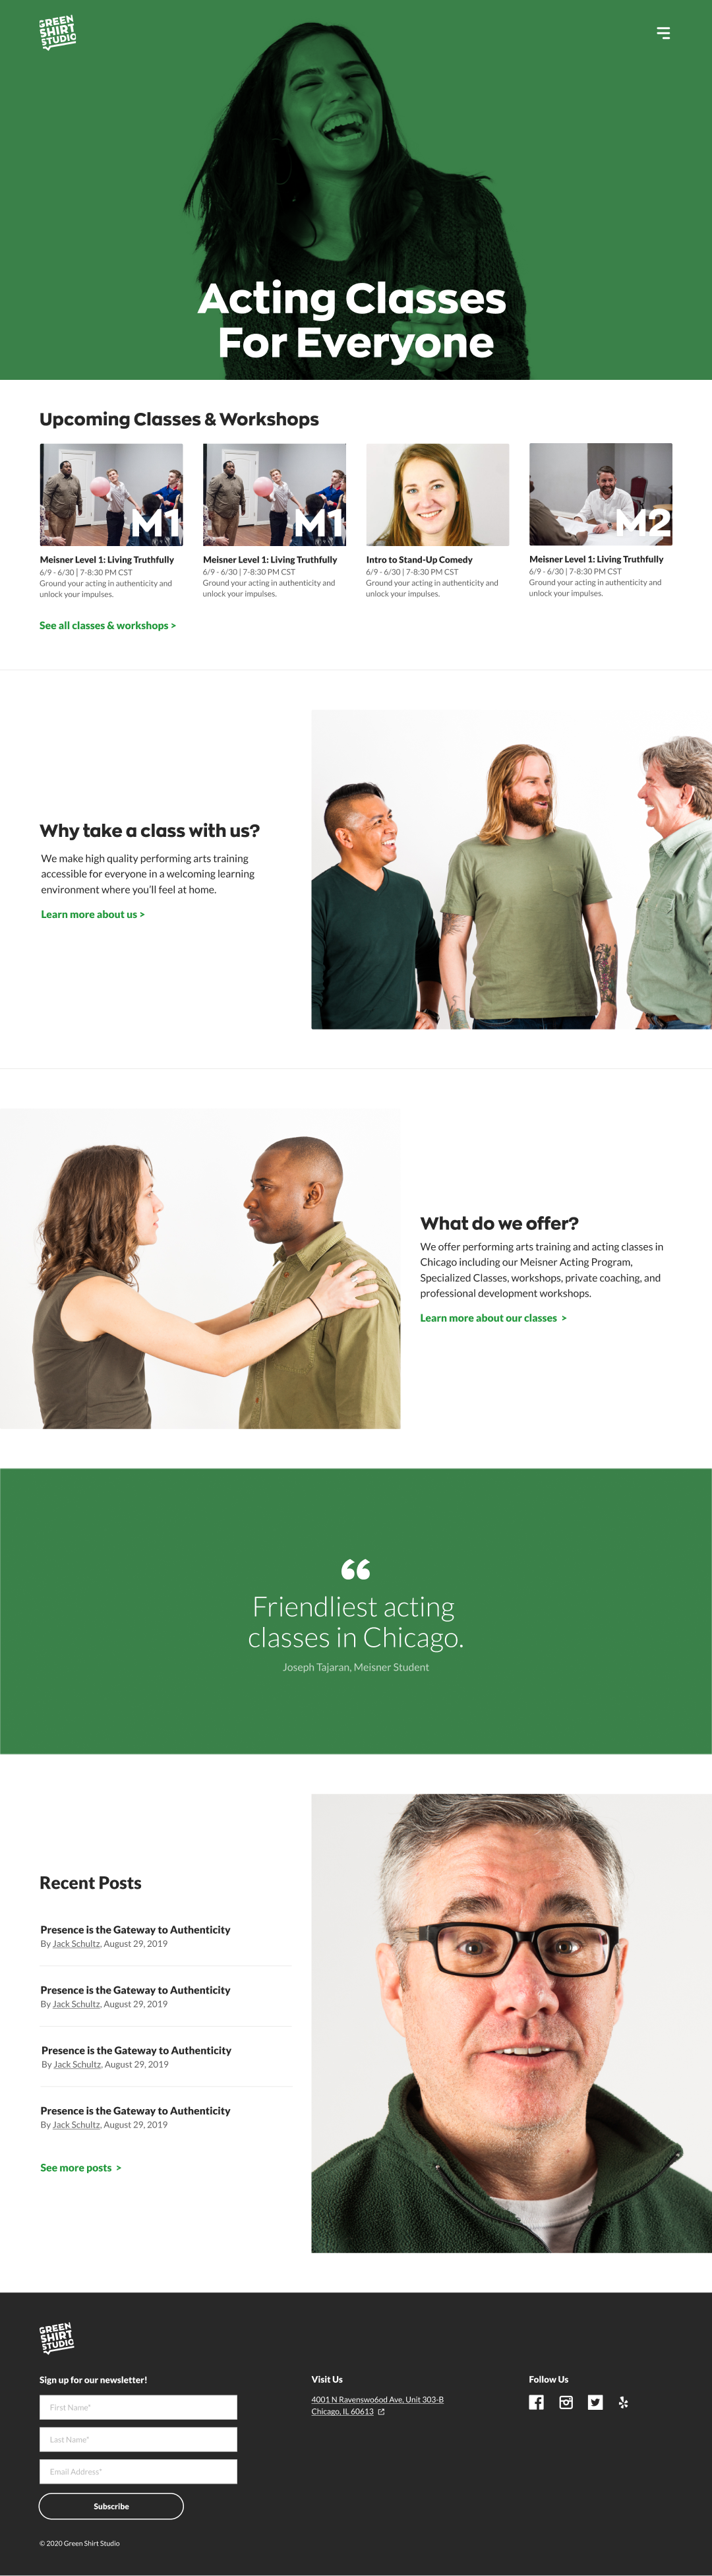 GREEN
SHIRT
STUDIO
Acting Classes
For Everyone
Upcoming Classes & Workshops
M1
Meisner Level 1: Living Truthfully
6/9 - 6/30 | 7-8:30 PM CST
Ground your acting in authenticity and
unlock your impulses.
M1
Meisner Level 1: Living Truthfully
6/9 - 6/30 | 7-8:30 PM CST
Ground your acting in authenticity and
unlock your impulses.
Intro to Stand-Up Comedy
6/9 - 6/30 | 7-8:30 PM CST
Ground your acting in authenticity and
unlock your impulses.
M2
Meisner Level 1: Living Truthfully
6/9 - 6/30 | 7-8:30 PM CST
Ground your acting in authenticity and
unlock your impulses.
See all classes & workshops >
Why take a class with us?
We make high quality performing arts training
accessible for everyone in a welcoming learning
environment where you'll feel at home.
Learn more about us >
What do we offer?
We offer performing arts training and acting classes in
Chicago including our Meisner Acting Program,
Specialized Classes, workshops, private coaching, and
professional development workshops.
Learn more about our classes >
“
Friendliest acting
classes in Chicago.
Joseph Tajaran, Meisner Student
Recent Posts
Presence is the Gateway to Authenticity
By Jack Schultz, August 29, 2019
Presence is the Gateway to Authenticity
By Jack Schultz, August 29, 2019
Presence is the Gateway to Authenticity
By Jack Schultz, August 29, 2019
Presence is the Gateway to Authenticity
By Jack Schultz, August 29, 2019
See more posts >
GREEN
SHIRT
STUDIO
Sign up for our newsletter!
First Name*
Last Name*
Email Address*
Subscribe
© 2020 Green Shirt Studio
Visit Us
4001 N Ravenswo6od Ave, Unit 303-B
Chicago, IL 60613
Follow Us